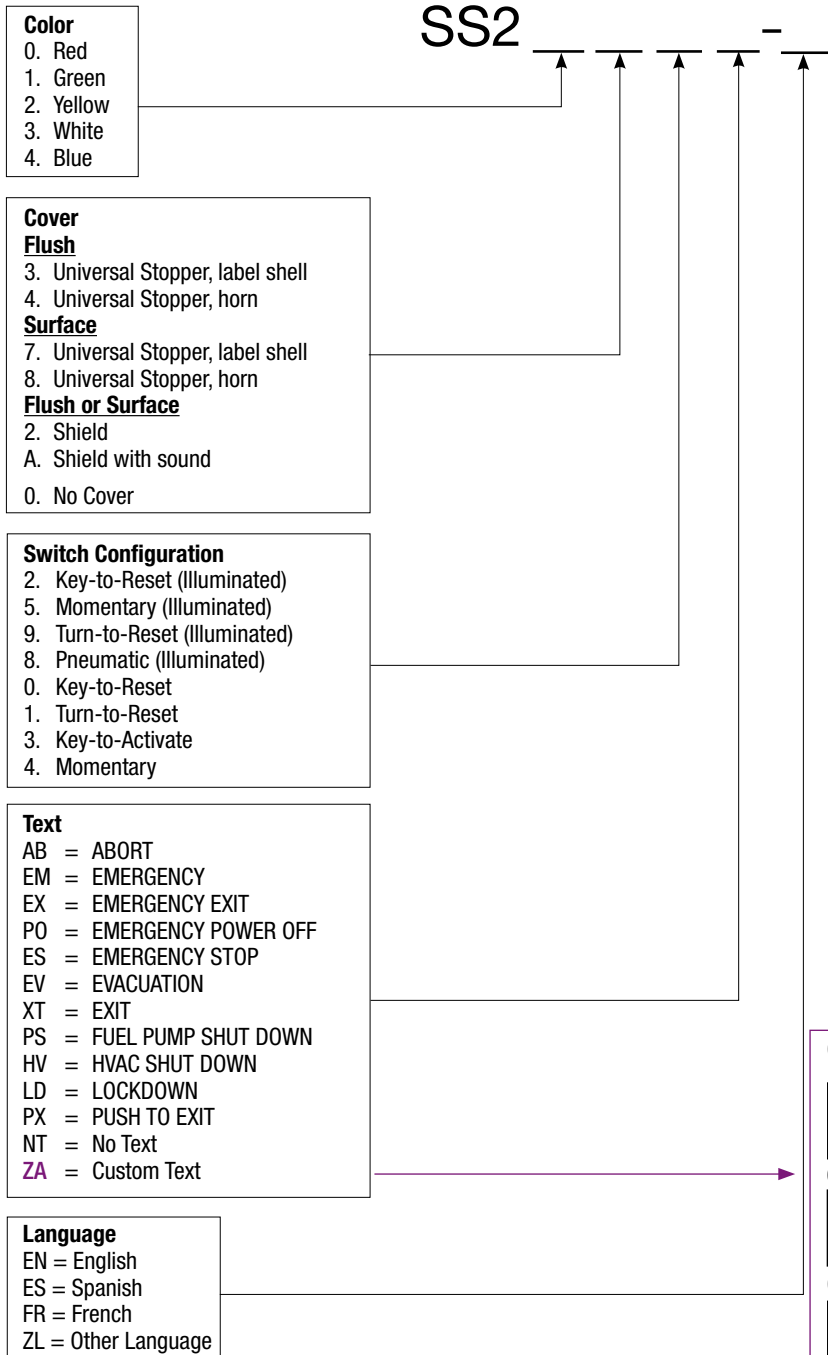 SS2 -
Color
0. Red
1. Green
2. Yellow
3. White
4. Blue
Cover
Flush
3. Universal Stopper, label shell
4. Universal Stopper, horn
Surface
7. Universal Stopper, label shell
8. Universal Stopper, horn
Flush or Surface
2. Shield
A. Shield with sound
0. No Cover
Switch Configuration
2. Key-to-Reset (Illuminated)
5. Momentary (Illuminated)
9. Turn-to-Reset (Illuminated)
8. Pneumatic (Illuminated)
0. Key-to-Reset
1. Turn-to-Reset
3. Key-to-Activate
4. Momentary
Text
AB = ABORT
EM = EMERGENCY
EX = EMERGENCY EXIT
PO = EMERGENCY POWER OFF
ES = EMERGENCY STOP
EV = EVACUATION
XT = EXIT
PS = FUEL PUMP SHUT DOWN
HV = HVAC SHUT DOWN
LD = LOCKDOWN
PX = PUSH TO EXIT
NT = No Text
ZA = Custom Text
Language
EN = English
ES = Spanish
FR = French
ZL = Other Language